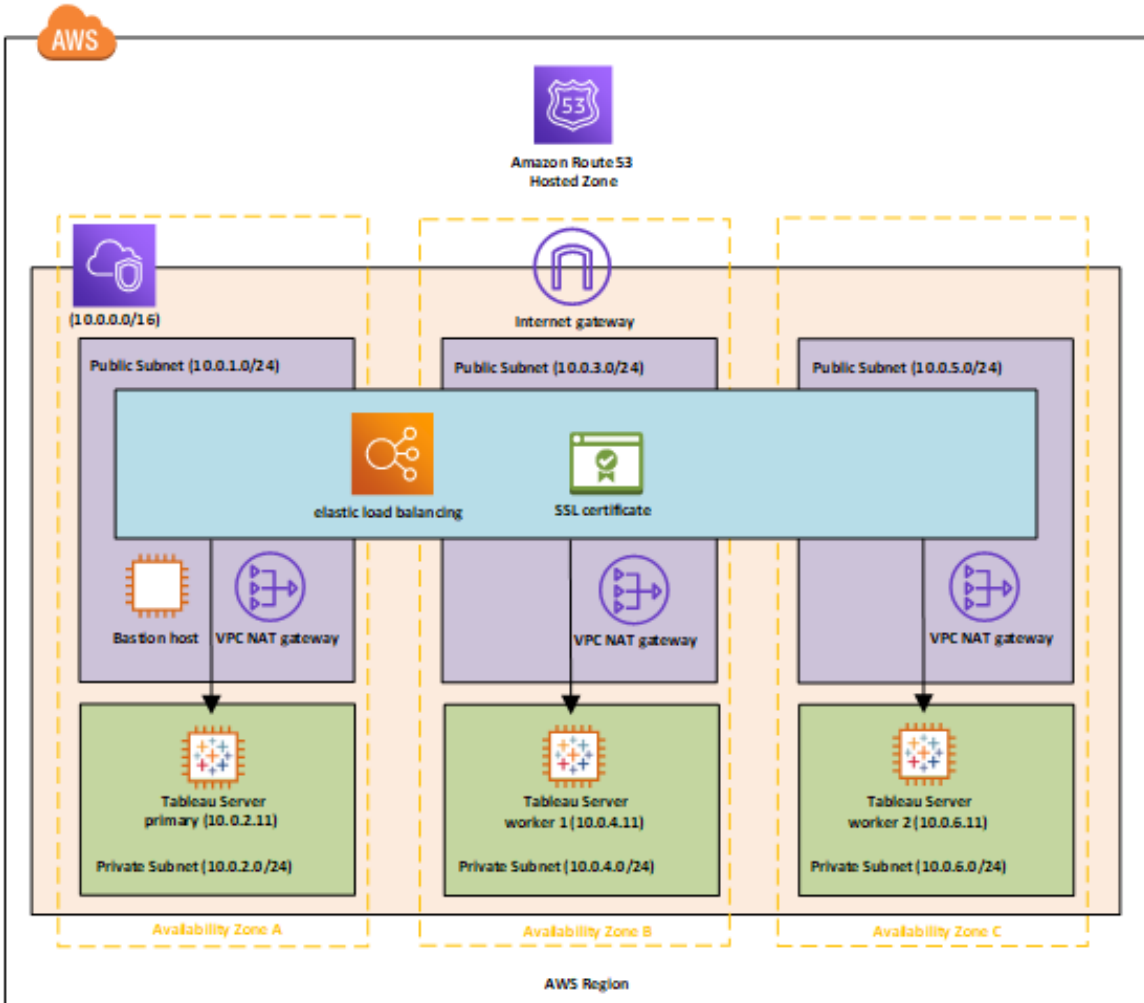 AWS
53
Amazon Route 53
Hosted Zone
(10.0.0.0/16)
Internet gateway
Public Subnet (10.0.1.0/24)
Public Subnet (10.0.3.0/24)
Public Subnet (10.0.5.0/24)
elastic load balancing
SSL certificate
Bastion host
VPC NAT gateway
VPC NAT gateway
VPC NAT gateway
Tableau Server
primary (10.0.2.11)
Private Subnet (10.0.2.0/24)
Tableau Server
worker 1 (10.0.4.11)
Private Subnet (10.0.4.0/24)
Tableau Server
worker 2 (10.0.6.11)
Private Subnet (10.0.6.0/24)
Availability Zone A
Availability Zone B
Availability Zone C
AWS Region